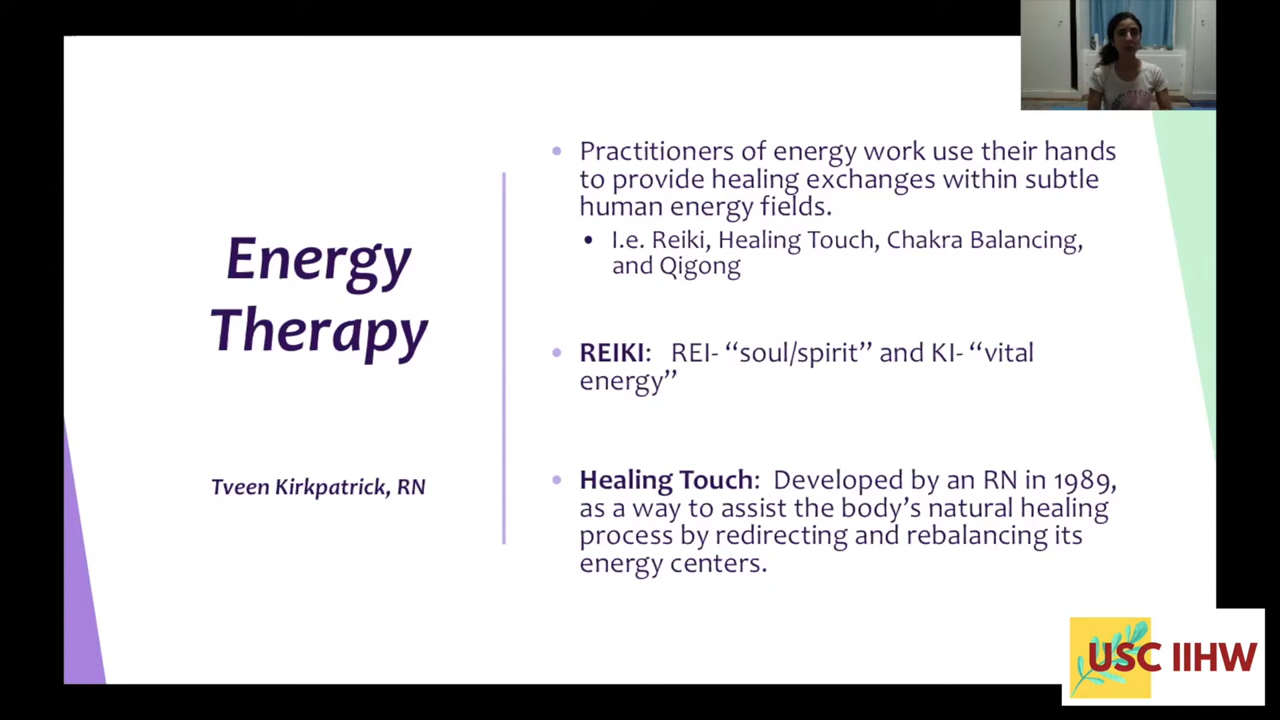 Energy
Therapy
Tveen Kirkpatrick, RN
• Practitioners of energy work use their hands
to provide healing exchanges within subtle
human energy fields.
• I.e. Reiki, Healing Touch, Chakra Balancing,
and Qigong
• REIKI: REI- “soul/spirit” and KI- “vital
energy”
• Healing Touch: Developed by an RN in 1989,
as a way to assist the body’s natural healing
process by redirecting and rebalancing its
energy centers.
USC IIHW